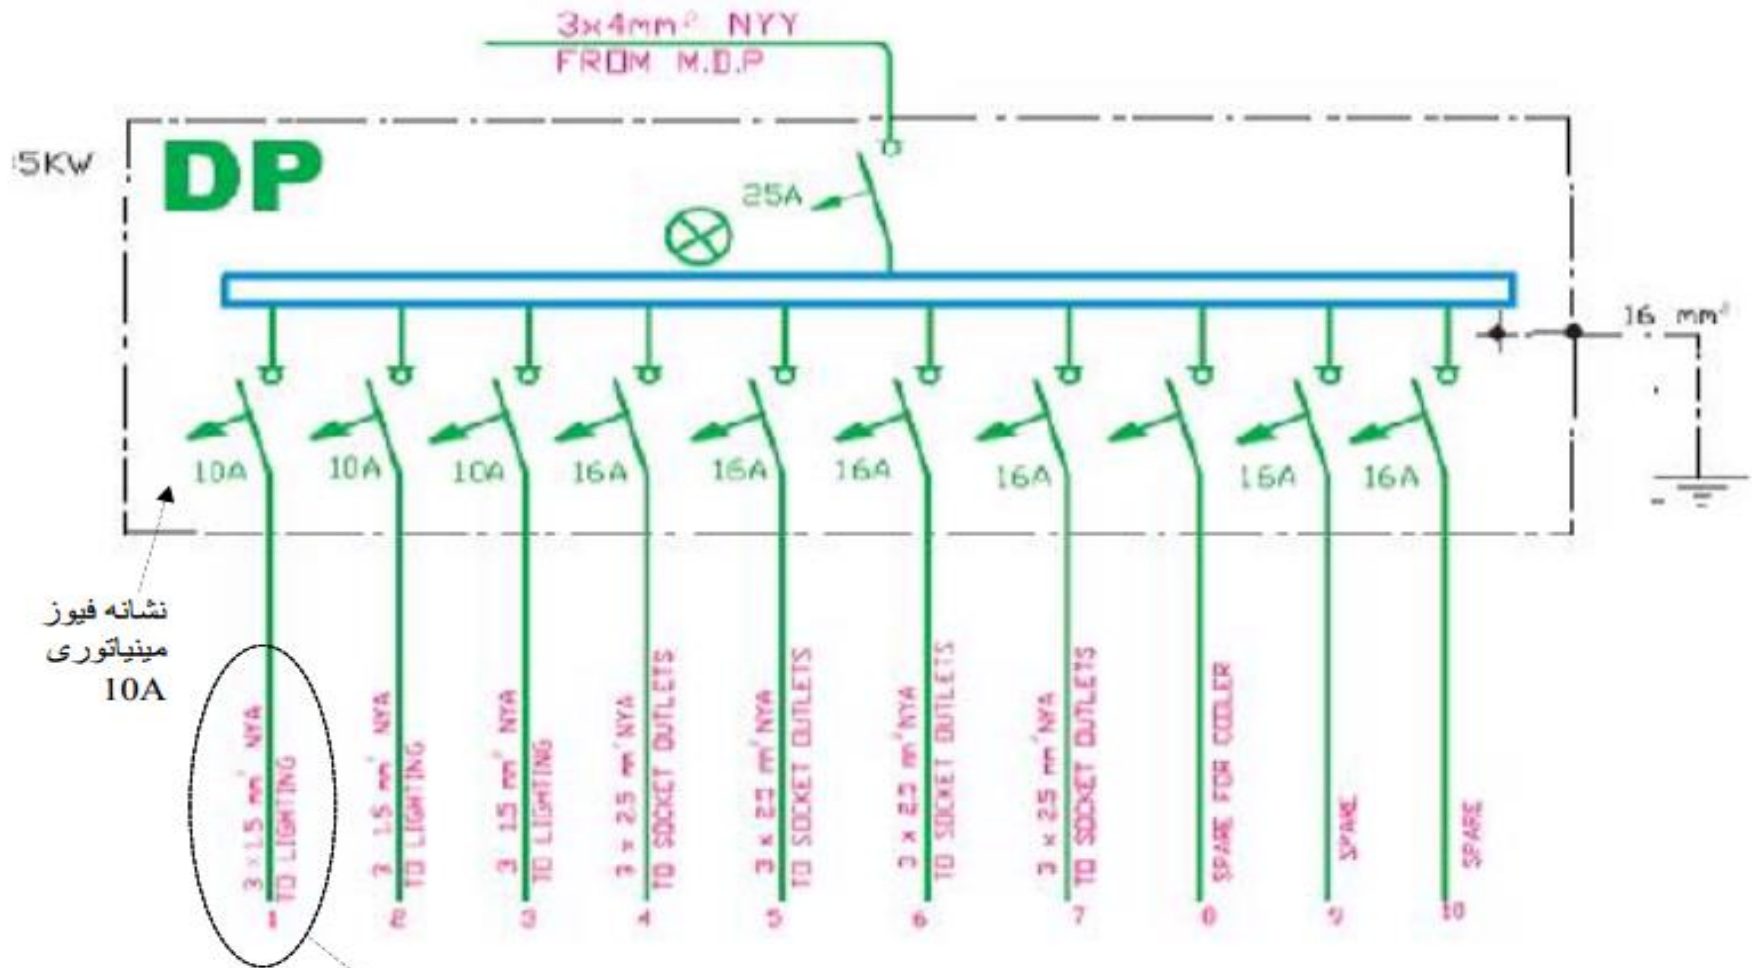 3x4mm² NYY
FROM M.D.P
5KW
DP
25A
16 mm²
10A
10A
10A
16A
16A
16A
16A
16A
16A
نشانه فیوز
مینیاتوری
10A
3 x 1.5 mm² NYA
TO LIGHTING
3 1.5 mm² NYA
TO LIGHTING
3 1.5 mm² NYA
TO LIGHTING
3 x 2.5 mm² NYA
TO SOCKET OUTLETS
3 x 2.5 mm² NYA
TO SOCKET OUTLETS
3 x 2.5 mm² NYA
TO SOCKET OUTLETS
3 x 2.5 mm² NYA
TO SOCKET OUTLETS
SPARE FOR COOLER
SPARE
SPARE
1
2
3
4
5
6
7
8
9
10